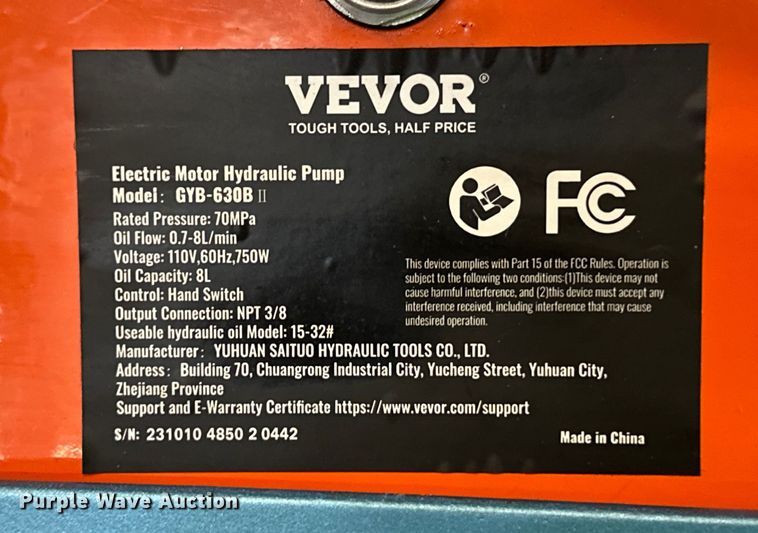 VEVOR®
TOUGH TOOLS, HALF PRICE
Electric Motor Hydraulic Pump
Model: GYB-630B II
Rated Pressure: 70MPa
Oil Flow: 0.7-8L/min
Voltage: 110V,60Hz,750W
Oil Capacity: 8L
Control: Hand Switch
Output Connection: NPT 3/8
Useable hydraulic oil Model: 15-32#
FC
This device complies with Part 15 of the FCC Rules. Operation is
subject to the following two conditions:(1)This device may not
cause harmful interference, and (2)this device must accept any
interference received, including interference that may cause
undesired operation.
Manufacturer: YUHUAN SAITUO HYDRAULIC TOOLS CO., LTD.
Address: Building 70, Chuangrong Industrial City, Yucheng Street, Yuhuan City,
Zhejiang Province
Support and E-Warranty Certificate https://www.vevor.com/support
S/N: 231010 4850 2 0442
Made in China
Purple Wave Auction